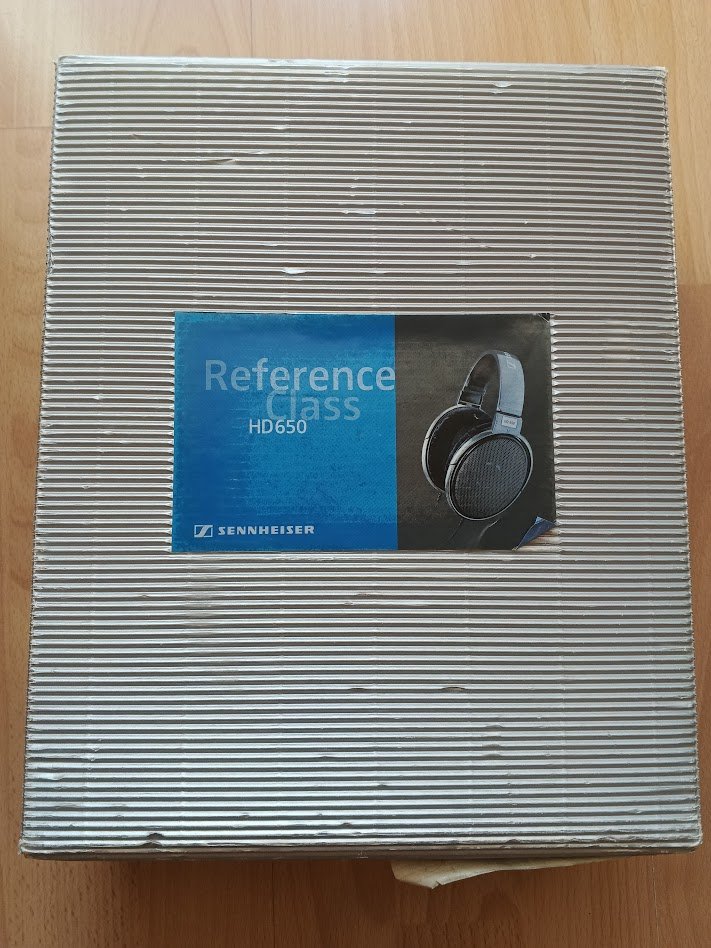 Reference
Class
HD650
SENNHEISER